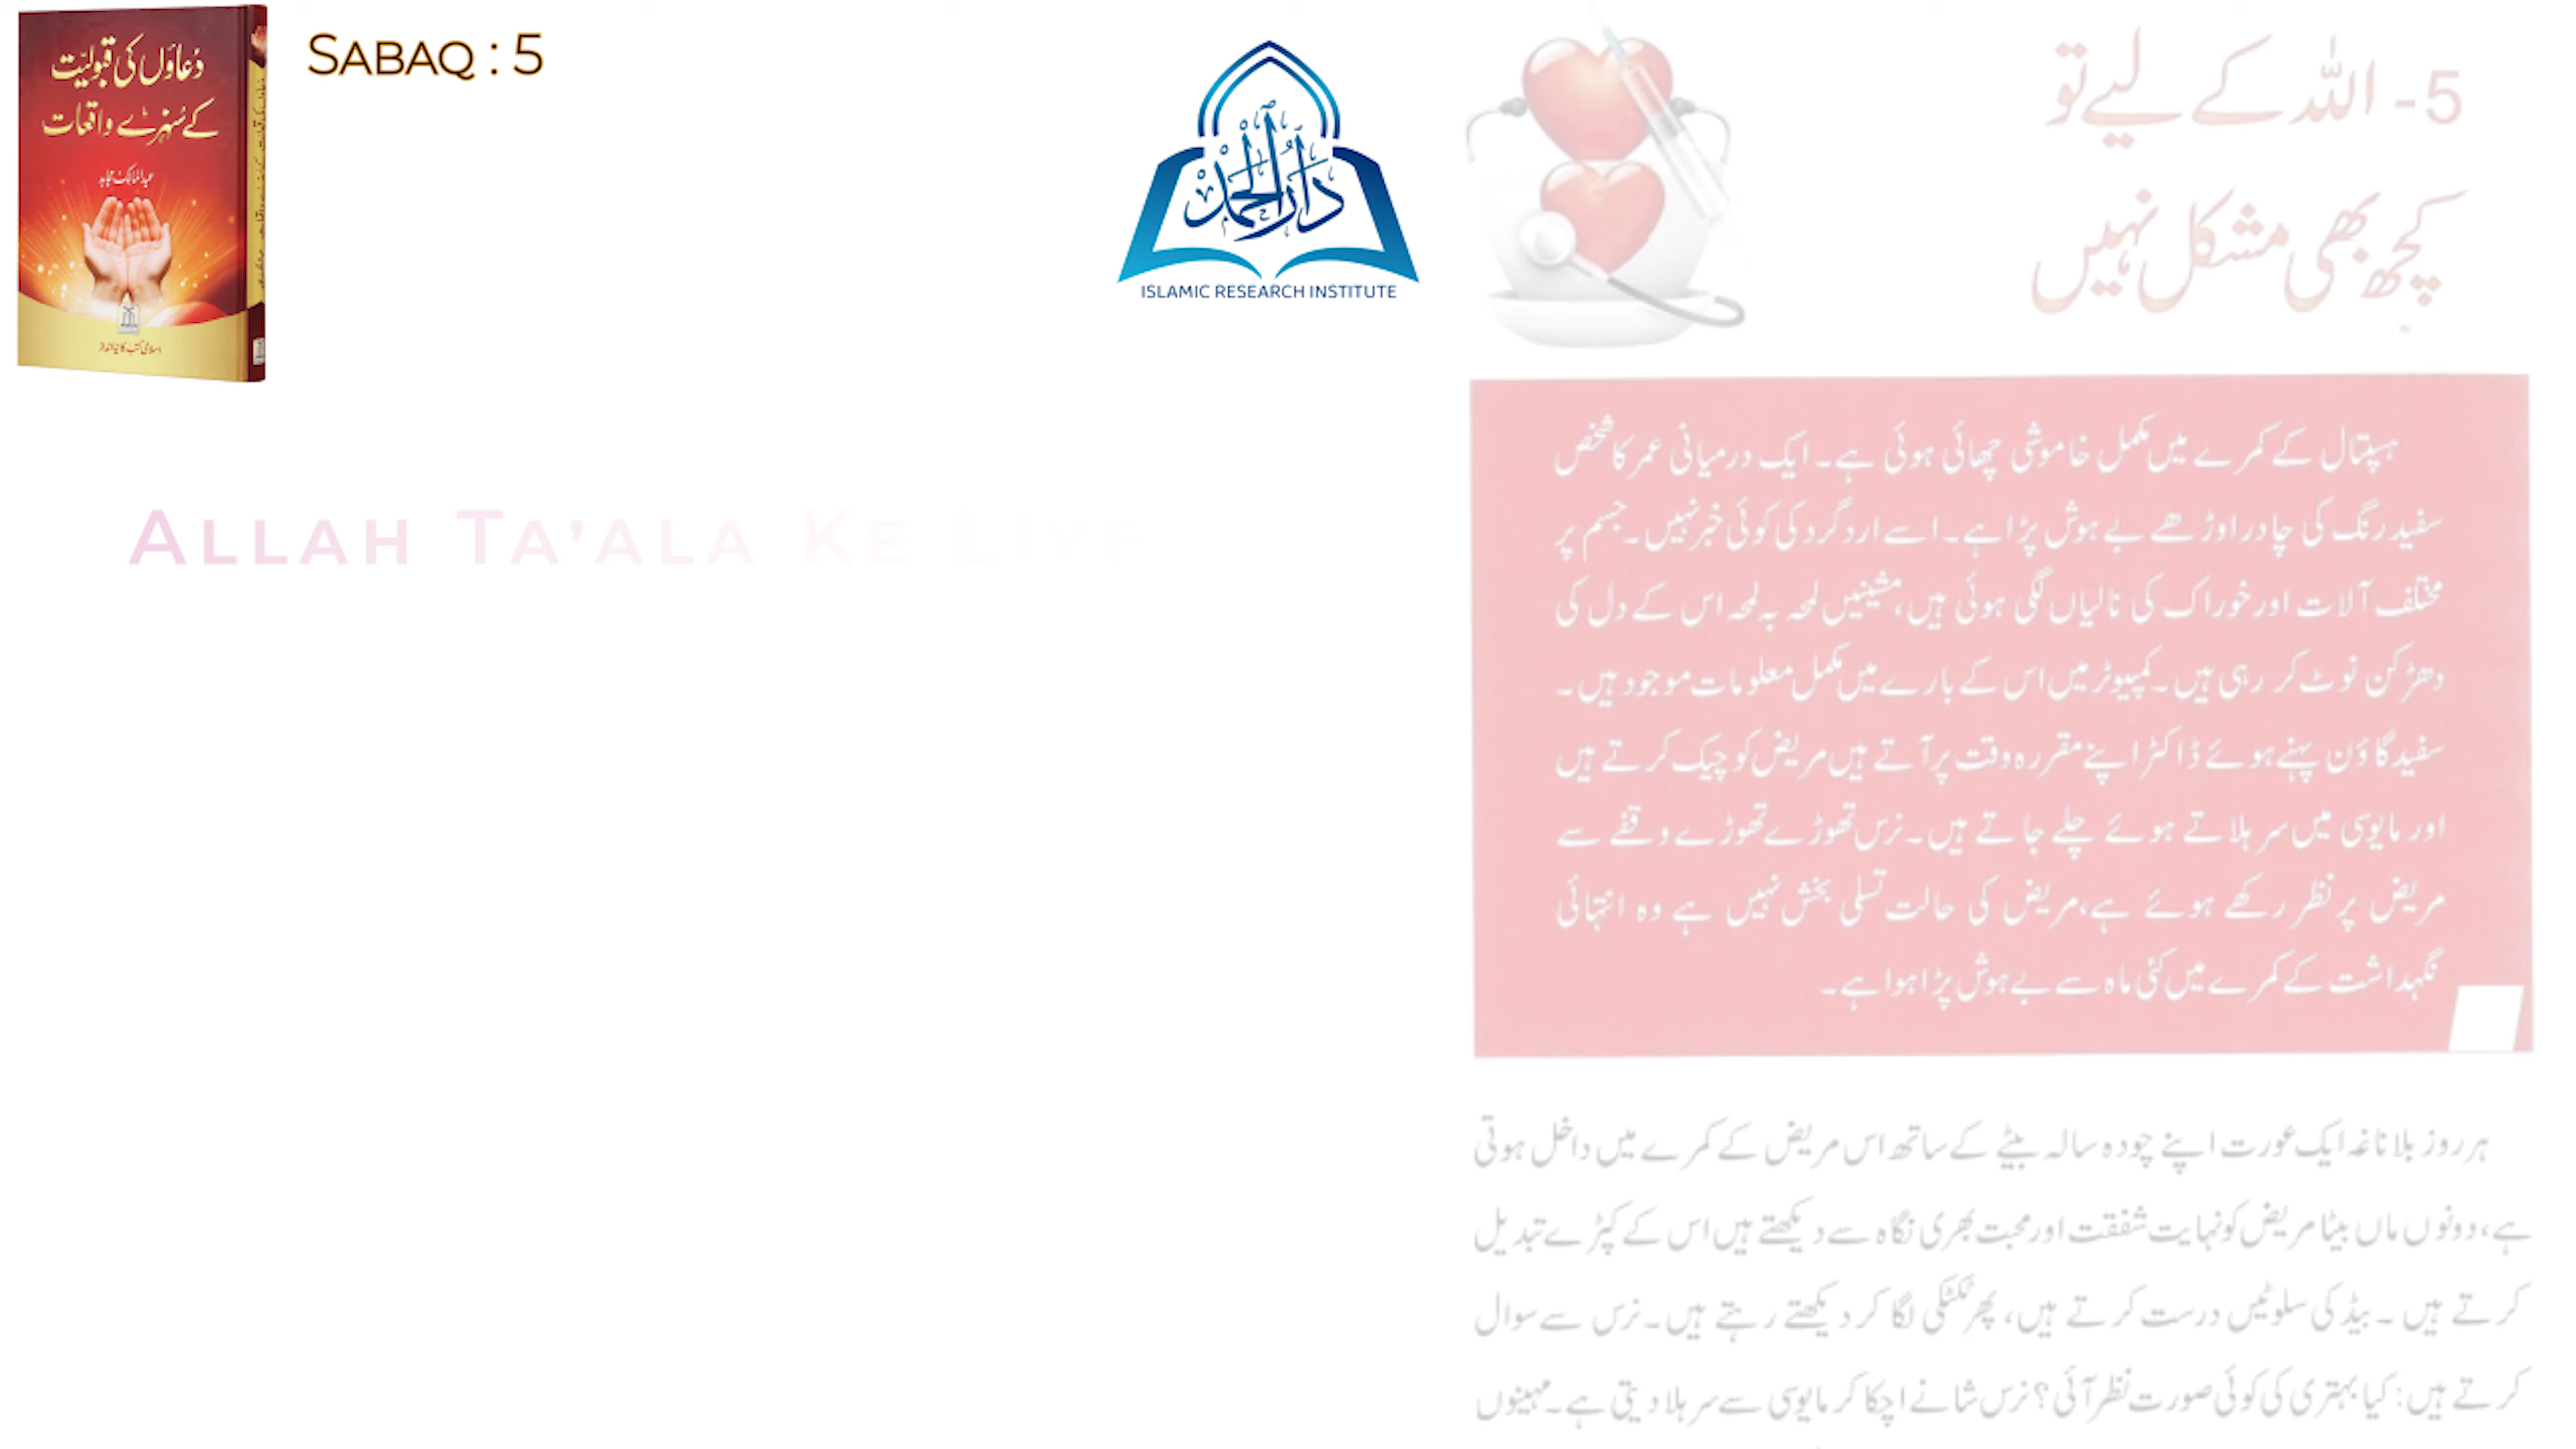 دُعاؤں کی قبولیّت
کے سُنہرے واقعات
عبدالمالک مجاہد
SABAQ : 5
دَارُالحَمْد
ISLAMIC RESEARCH INSTITUTE
ALLAH TA'ALA KE LIYE
5- اللہ کے لیے تو
کچھ بھی مشکل نہیں
ہسپتال کے کمرے میں مکمل خاموشی چھائی ہوئی ہے۔ ایک درمیانی عمر کا شخص
سفید رنگ کی چادر اوڑھے بے ہوش پڑا ہے۔ اسے اردگرد کی کوئی خبر نہیں۔ جسم پر
مختلف آلات اور خوراک کی نالیاں لگی ہوئی ہیں، مشینیں لمحہ بہ لمحہ اس کے دل کی
دھڑکن نوٹ کر رہی ہیں۔ کمپیوٹر میں اس کے بارے میں مکمل معلومات موجود ہیں۔
سفید گاؤن پہنے ہوئے ڈاکٹر اپنے مقررہ وقت پر آتے ہیں مریض کو چیک کرتے ہیں
اور مایوسی میں سر ہلاتے ہوئے چلے جاتے ہیں۔ نرس تھوڑے تھوڑے وقفے سے
مریض پر نظر رکھے ہوئے ہے، مریض کی حالت تسلی بخش نہیں ہے وہ انتہائی
نگہداشت کے کمرے میں کئی ماہ سے بے ہوش پڑا ہوا ہے۔
ہر روز بلا ناغہ ایک عورت اپنے چودہ سالہ بیٹے کے ساتھ اس مریض کے کمرے میں داخل ہوتی
ہے، دونوں ماں بیٹا مریض کو نہایت شفقت اور محبت بھری نگاہ سے دیکھتے ہیں اس کے کپڑے تبدیل
کرتے ہیں ۔ بیڈ کی سلوٹیں درست کرتے ہیں، پھر ٹکٹکی لگا کر دیکھتے رہتے ہیں۔ نرس سے سوال
کرتے ہیں: کیا بہتری کی کوئی صورت نظر آئی؟ نرس شانے اچکا کر مایوسی سے سر ہلا دیتی ہے۔ مہینوں